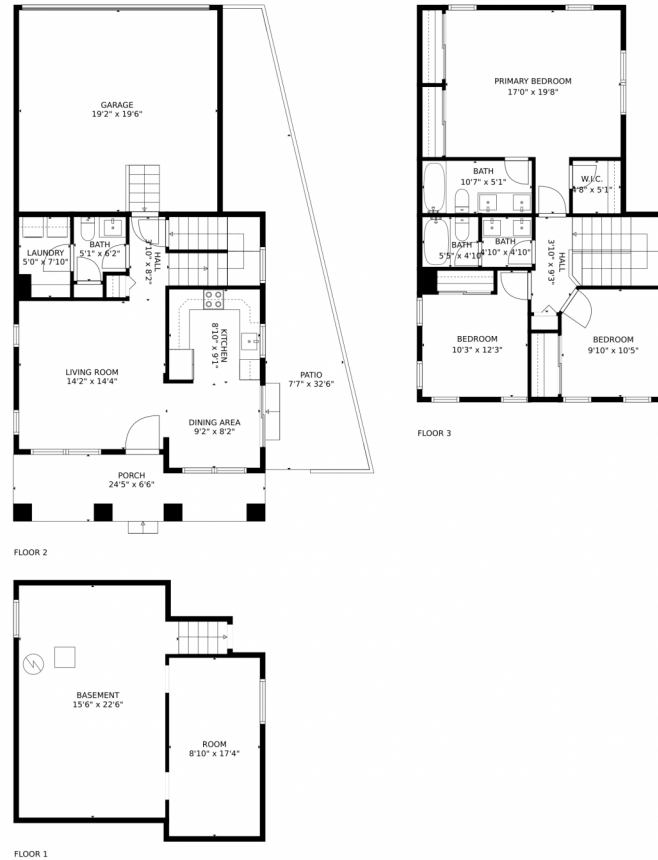 GARAGE
19'2" x 19'6"
LAUNDRY
5'0" x 7'10"
BATH
5'1" x 6'2"
HALL
3'10" x 8'2"
KITCHEN
8'10" x 9'1"
LIVING ROOM
14'2" x 14'4"
DINING AREA
9'2" x 8'2"
PATIO
7'7" x 32'6"
PORCH
24'5" x 6'6"
FLOOR 2
PRIMARY BEDROOM
17'0" x 19'8"
BATH
10'7" x 5'1"
W.I.C.
4'8" x 5'1"
BATH
5'5" x 4'10"
BATH
4'10" x 4'10"
HALL
3'10" x 9'3"
BEDROOM
10'3" x 12'3"
BEDROOM
9'10" x 10'5"
FLOOR 3
BASEMENT
15'6" x 22'6"
ROOM
8'10" x 17'4"
FLOOR 1